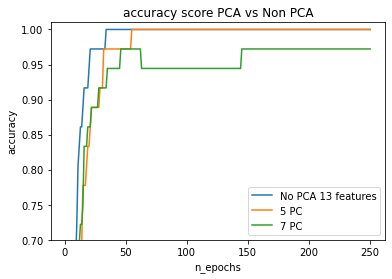 accuracy score PCA vs Non PCA
1.00
0.95
0.90
0.85
0.80
0.75
0.70
accuracy
0
50
100
150
200
250
n_epochs
No PCA 13 features
5 PC
7 PC